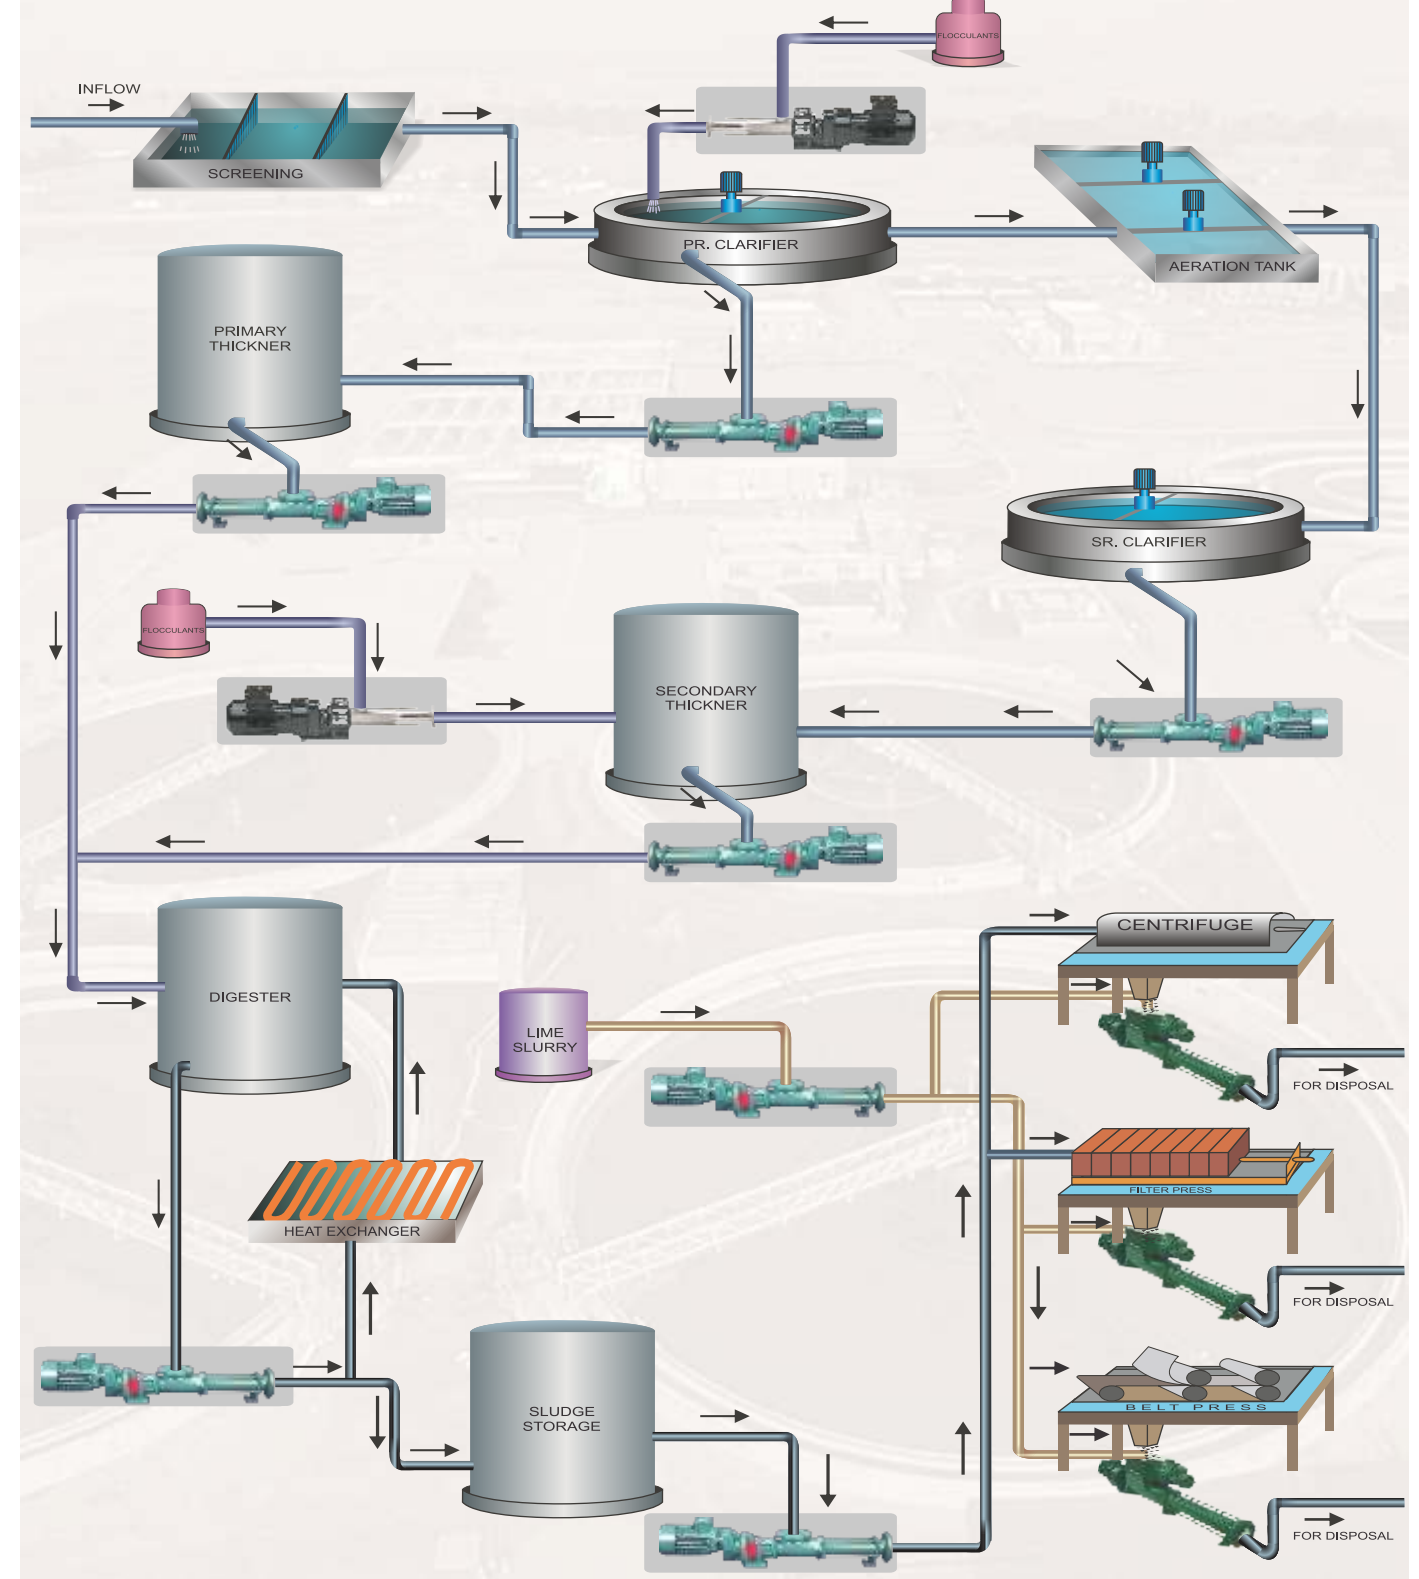 FLOCCULANTS
INFLOW
SCREENING
PR. CLARIFIER
AERATION TANK
PRIMARY
THICKNER
SR. CLARIFIER
FLOCCULANTS
SECONDARY
THICKNER
CENTRIFUGE
DIGESTER
LIME
SLURRY
FOR DISPOSAL
FILTER PRESS
HEAT EXCHANGER
FOR DISPOSAL
BELT PRESS
SLUDGE
STORAGE
FOR DISPOSAL